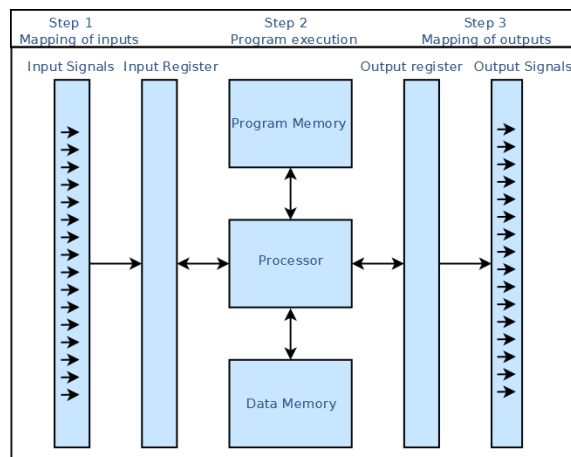 Step 1
Mapping of inputs
Step 2
Program execution
Step 3
Mapping of outputs
Input Signals
Input Register
Output register
Output Signals
Program Memory
Processor
Data Memory